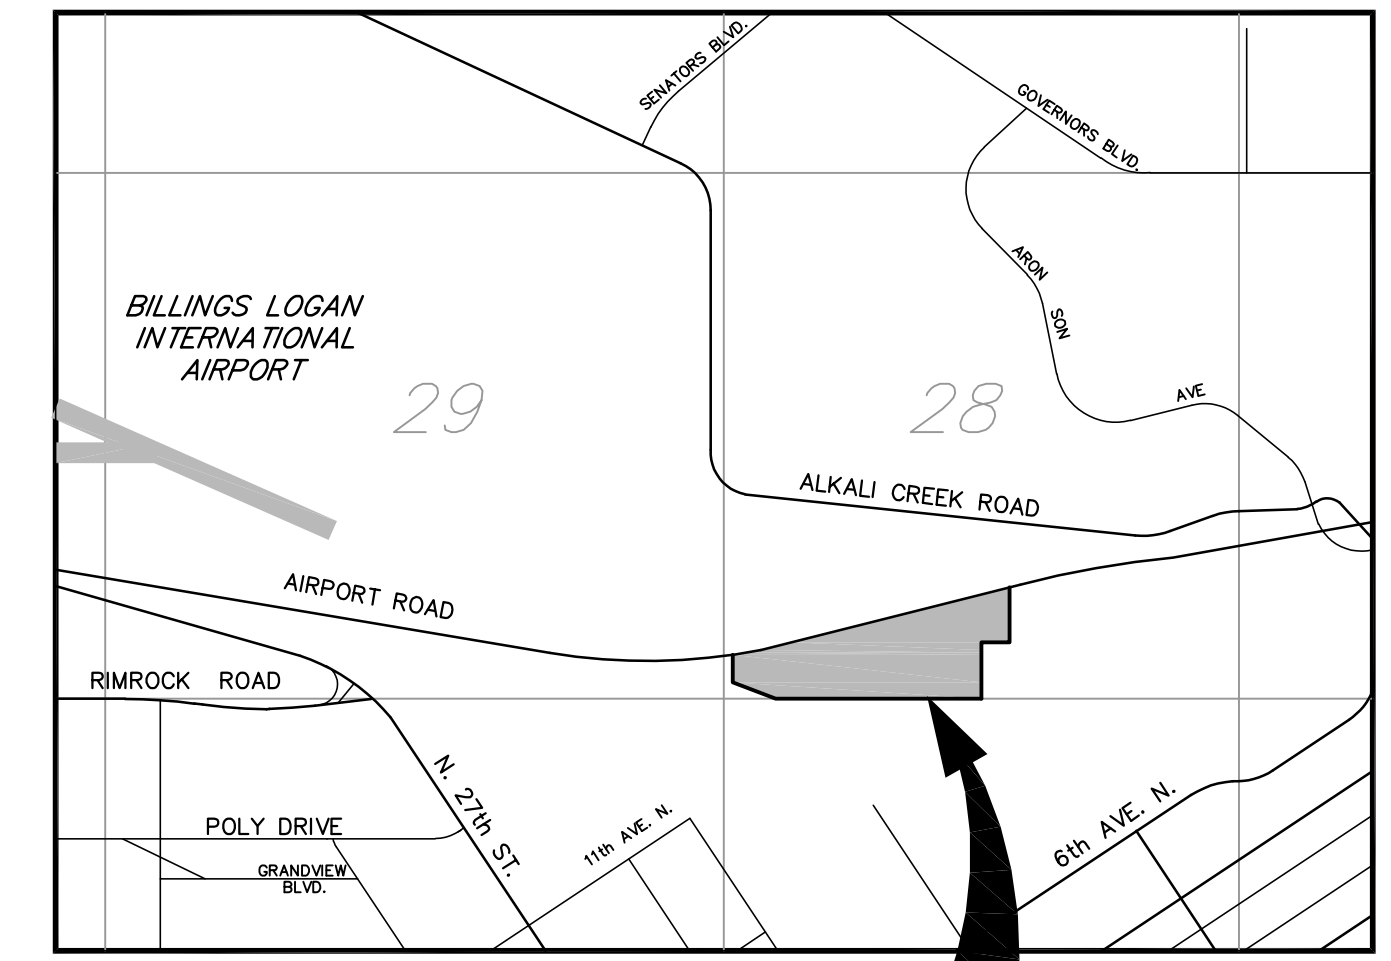 SENATORS BLVD.
GOVERNORS BLVD.
ARON
SON
AVE
BILLINGS LOGAN
INTERNATIONAL
AIRPORT
29
28
ALKALI CREEK ROAD
AIRPORT ROAD
RIMROCK ROAD
N. 27th ST.
POLY DRIVE
GRANDVIEW
BLVD.
11th AVE. N.
6th AVE. N.